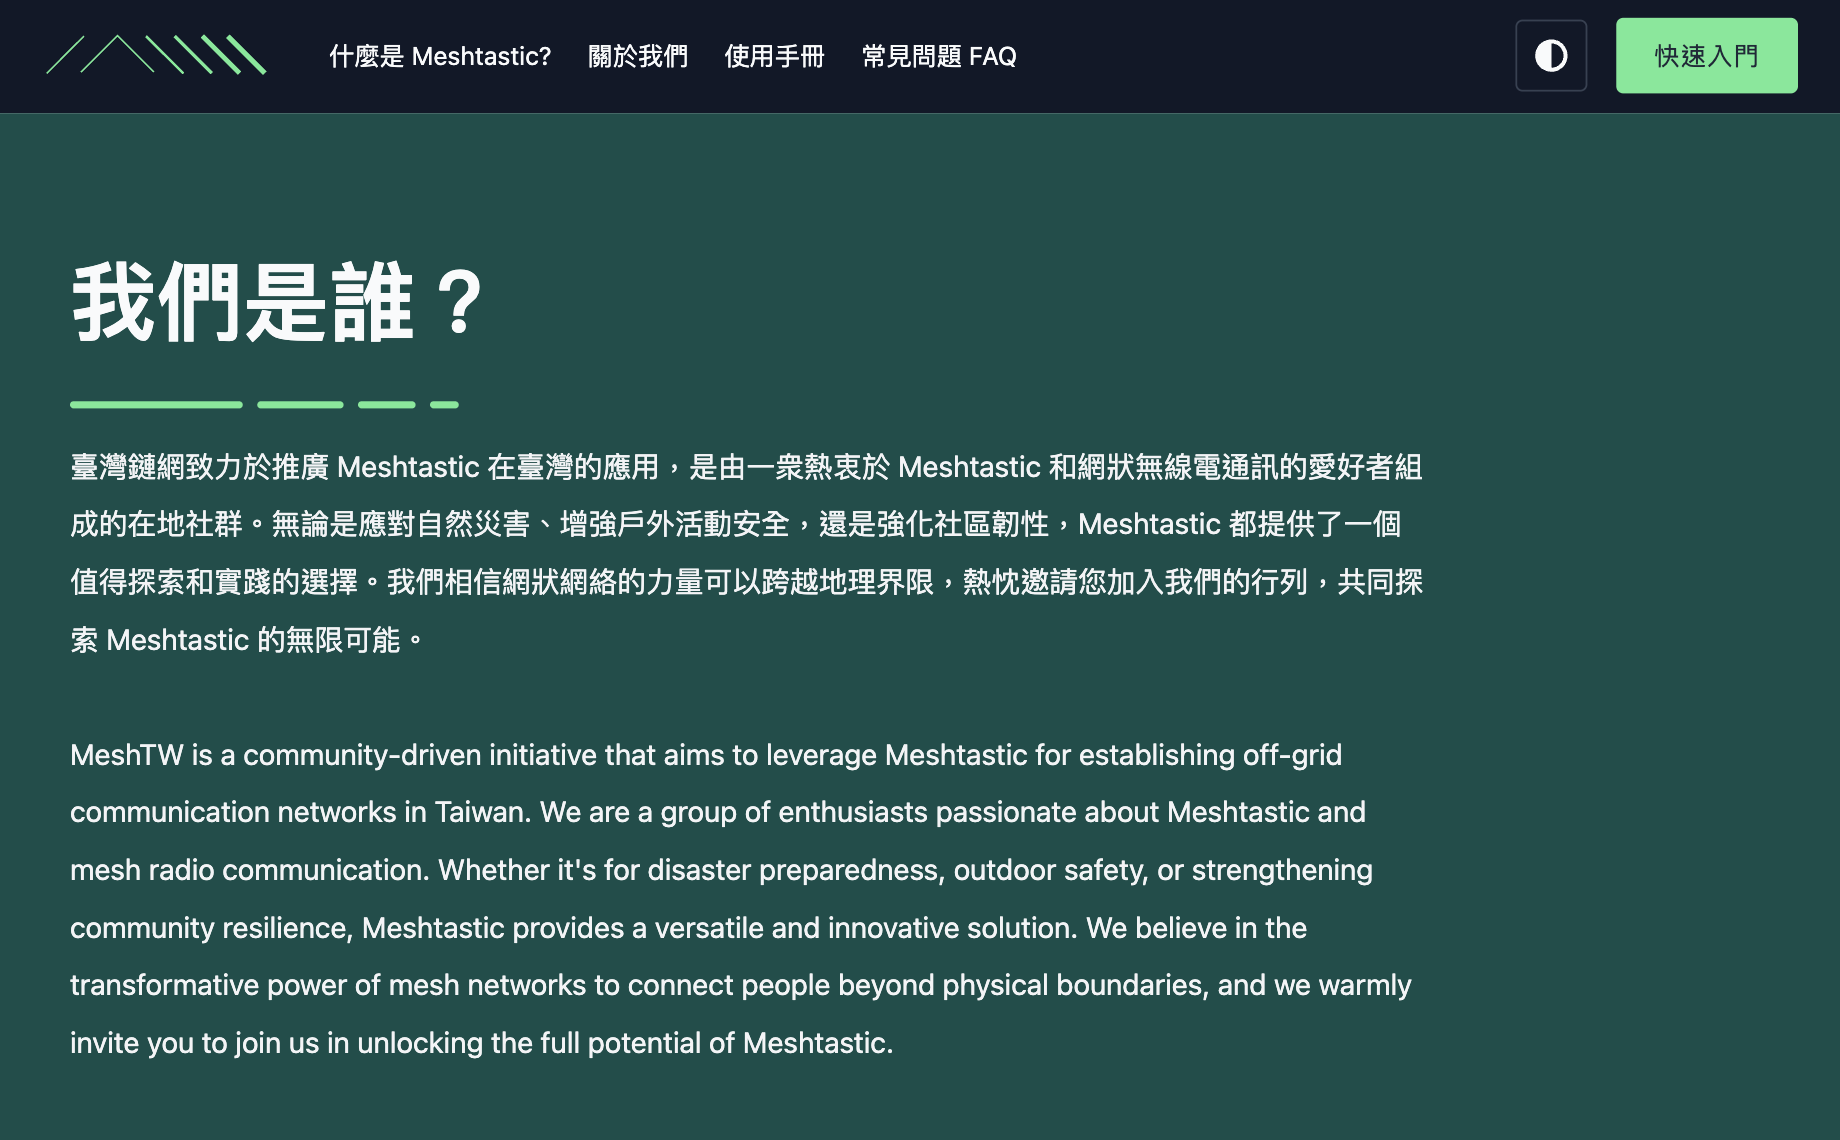 什麼是 Meshtastic?
關於我們
使用手冊
常見問題 FAQ
快速入門
我們是誰？
臺灣鏈網致力於推廣 Meshtastic 在臺灣的應用，是由一衆熱衷於 Meshtastic 和網狀無線電通訊的愛好者組
成的在地社群。無論是應對自然災害、增強戶外活動安全，還是強化社區韌性，Meshtastic 都提供了一個
值得探索和實踐的選擇。我們相信網狀網絡的力量可以跨越地理界限，熱忱邀請您加入我們的行列，共同探
索 Meshtastic 的無限可能。
MeshTW is a community-driven initiative that aims to leverage Meshtastic for establishing off-grid
communication networks in Taiwan. We are a group of enthusiasts passionate about Meshtastic and
mesh radio communication. Whether it's for disaster preparedness, outdoor safety, or strengthening
community resilience, Meshtastic provides a versatile and innovative solution. We believe in the
transformative power of mesh networks to connect people beyond physical boundaries, and we warmly
invite you to join us in unlocking the full potential of Meshtastic.